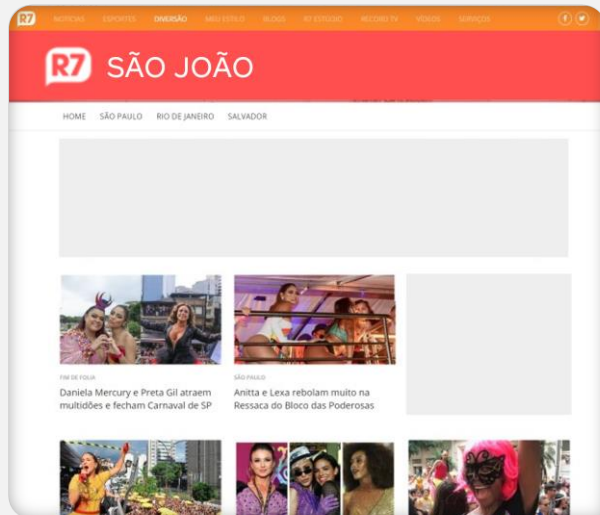 R7 NOTÍCIAS ESPORTES DIVERSÃO MEU ESTILO BLOGS R7 ESTÚDIO RECORD TV VÍDEOS SERVIÇOS
R7 SÃO JOÃO
HOME SÃO PAULO RIO DE JANEIRO SALVADOR
FIM DE FOLIA
Daniela Mercury e Preta Gil atraem
multidões e fecham Carnaval de SP
SÃO PAULO
Anitta e Lexa rebolam muito na
Ressaca do Bloco das Poderosas